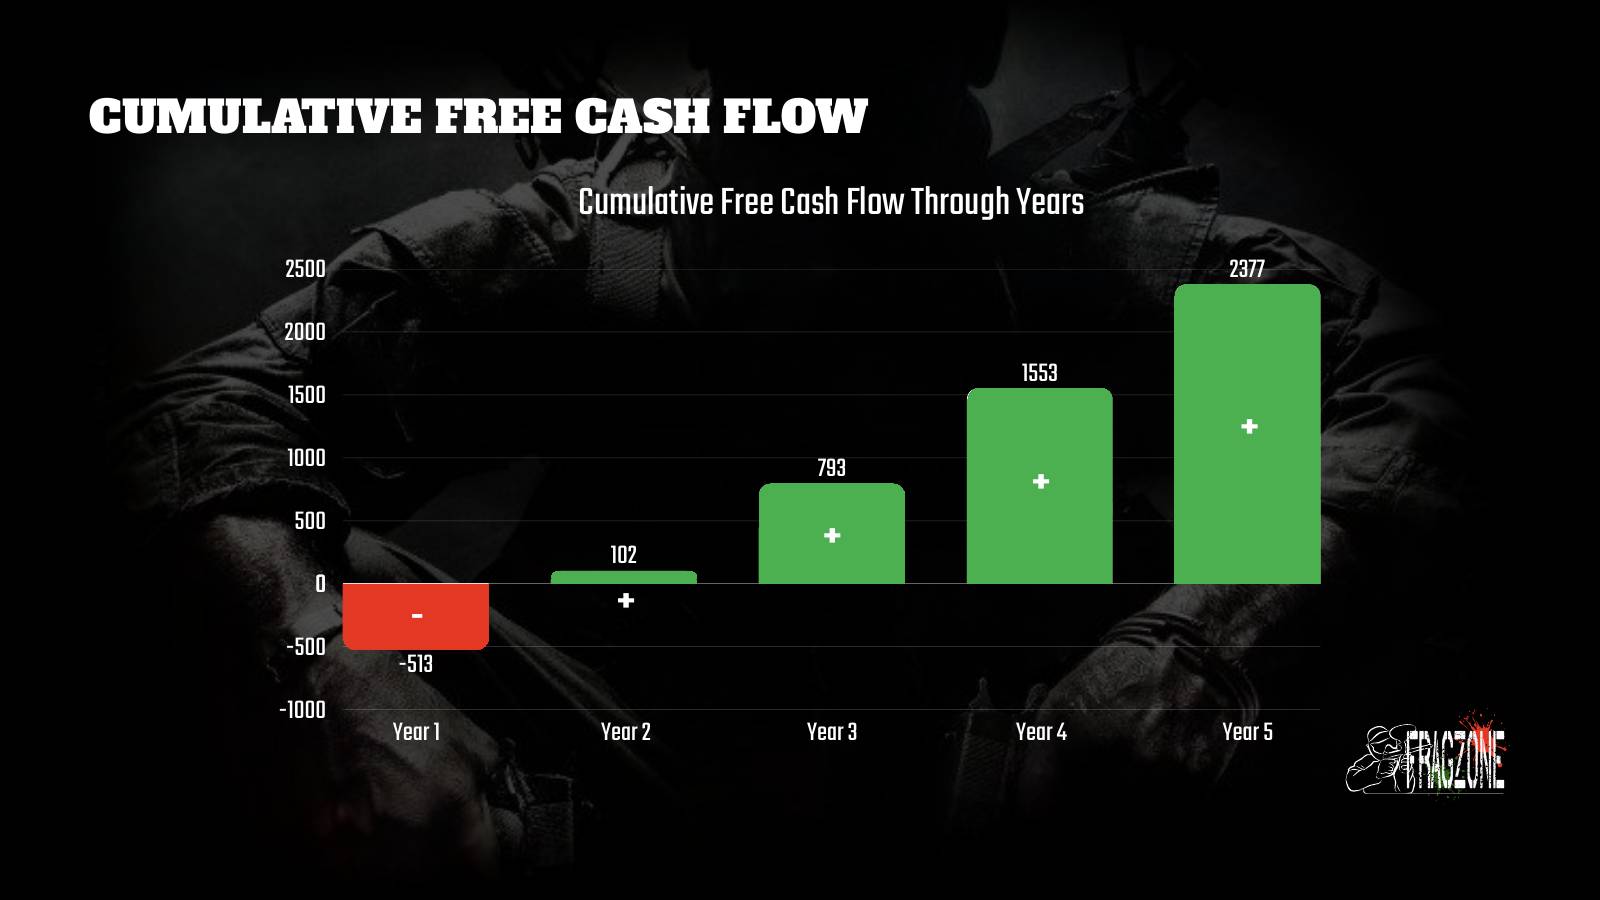 CUMULATIVE FREE CASH FLOW
Cumulative Free Cash Flow Through Years
2500
2000
1500
1000
500
0
-500
-1000
-513
102
793
1553
2377
-
+
+
+
+
Year 1
Year 2
Year 3
Year 4
Year 5
FRAGZONE